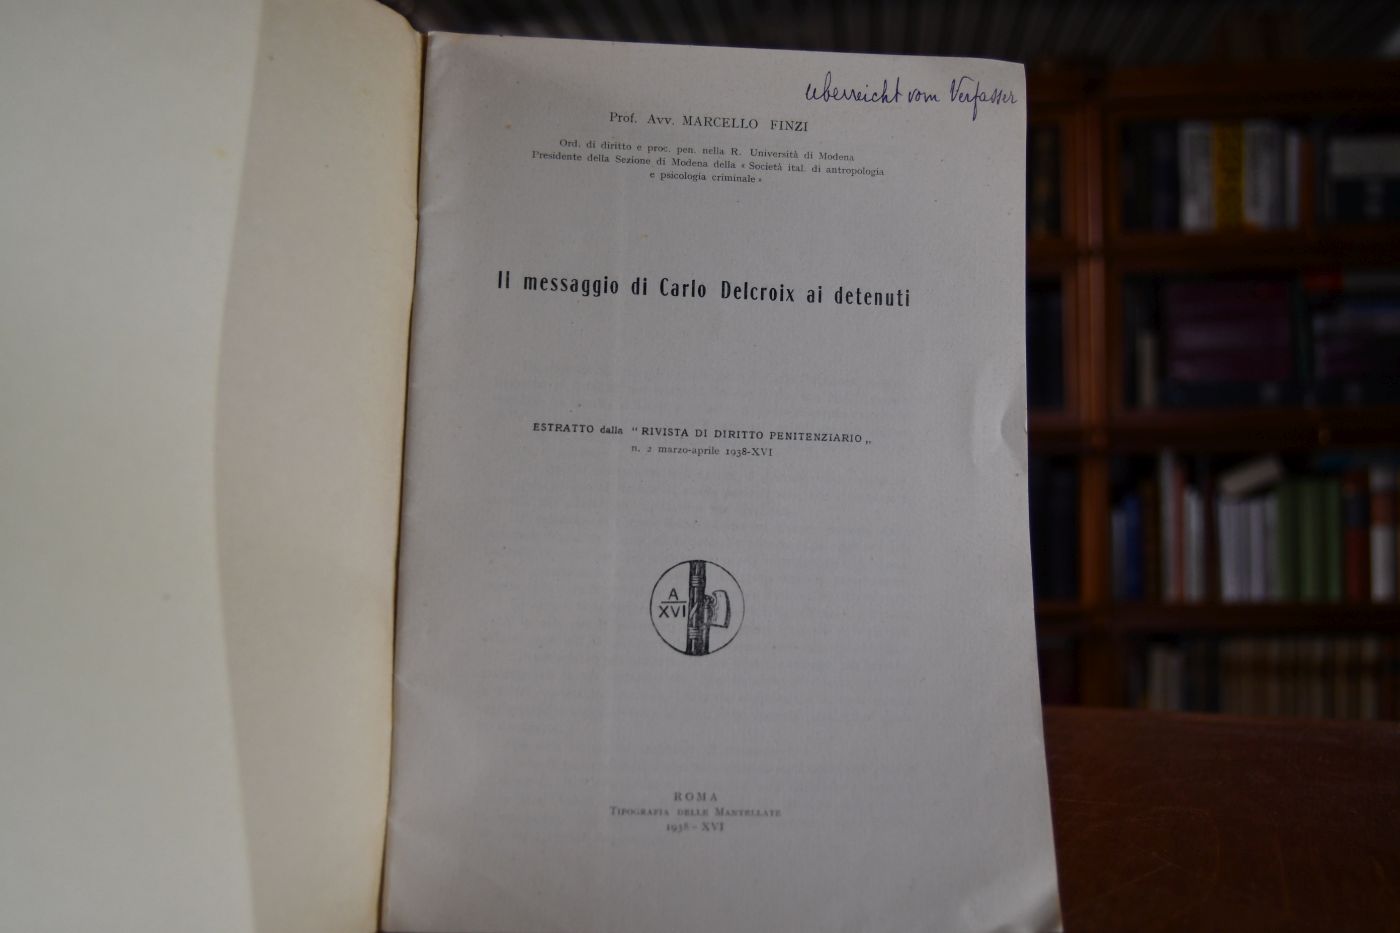 überreicht vom Verfasser
Prof. Avv. MARCELLO FINZI
Ord. di diritto e proc. pen. nella R. Università di Modena
Presidente della Sezione di Modena della « Società ital. di antropologia
e psicologia criminale »
Il messaggio di Carlo Delcroix ai detenuti
ESTRATTO dalla “ RIVISTA DI DIRITTO PENITENZIARIO „
n. 2 marzo-aprile 1938-XVI
A
XVI
ROMA
TIPOGRAFIA DELLE MANTELLATE
1938 - XVI